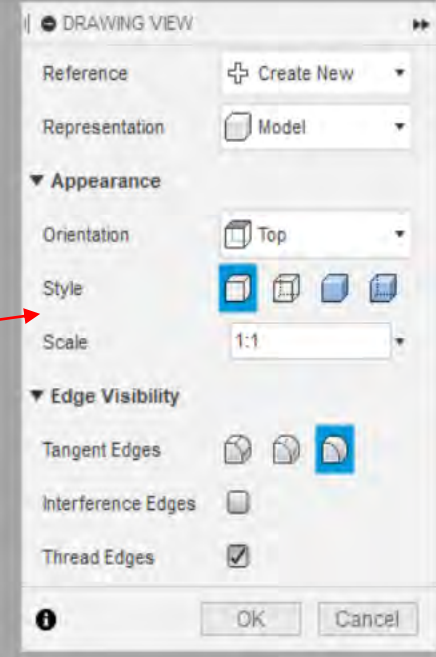 DRAWING VIEW
Reference Create New
Representation Model
Appearance
Orientation Top
Style
Scale 1:1
Edge Visibility
Tangent Edges
Interference Edges
Thread Edges
OK Cancel